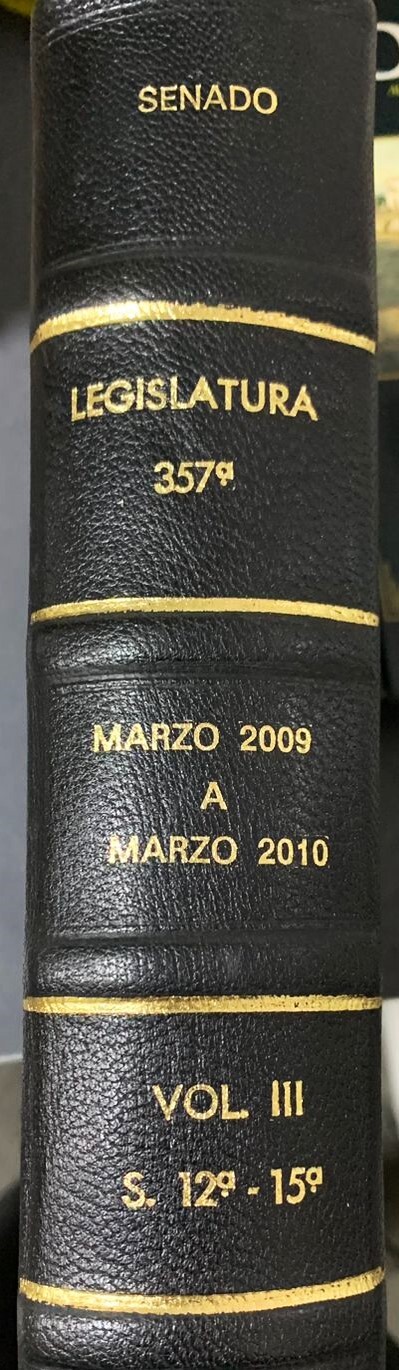 SENADO
LEGISLATURA
357ª
MARZO 2009
A
MARZO 2010
VOL. III
S. 12ª - 15ª